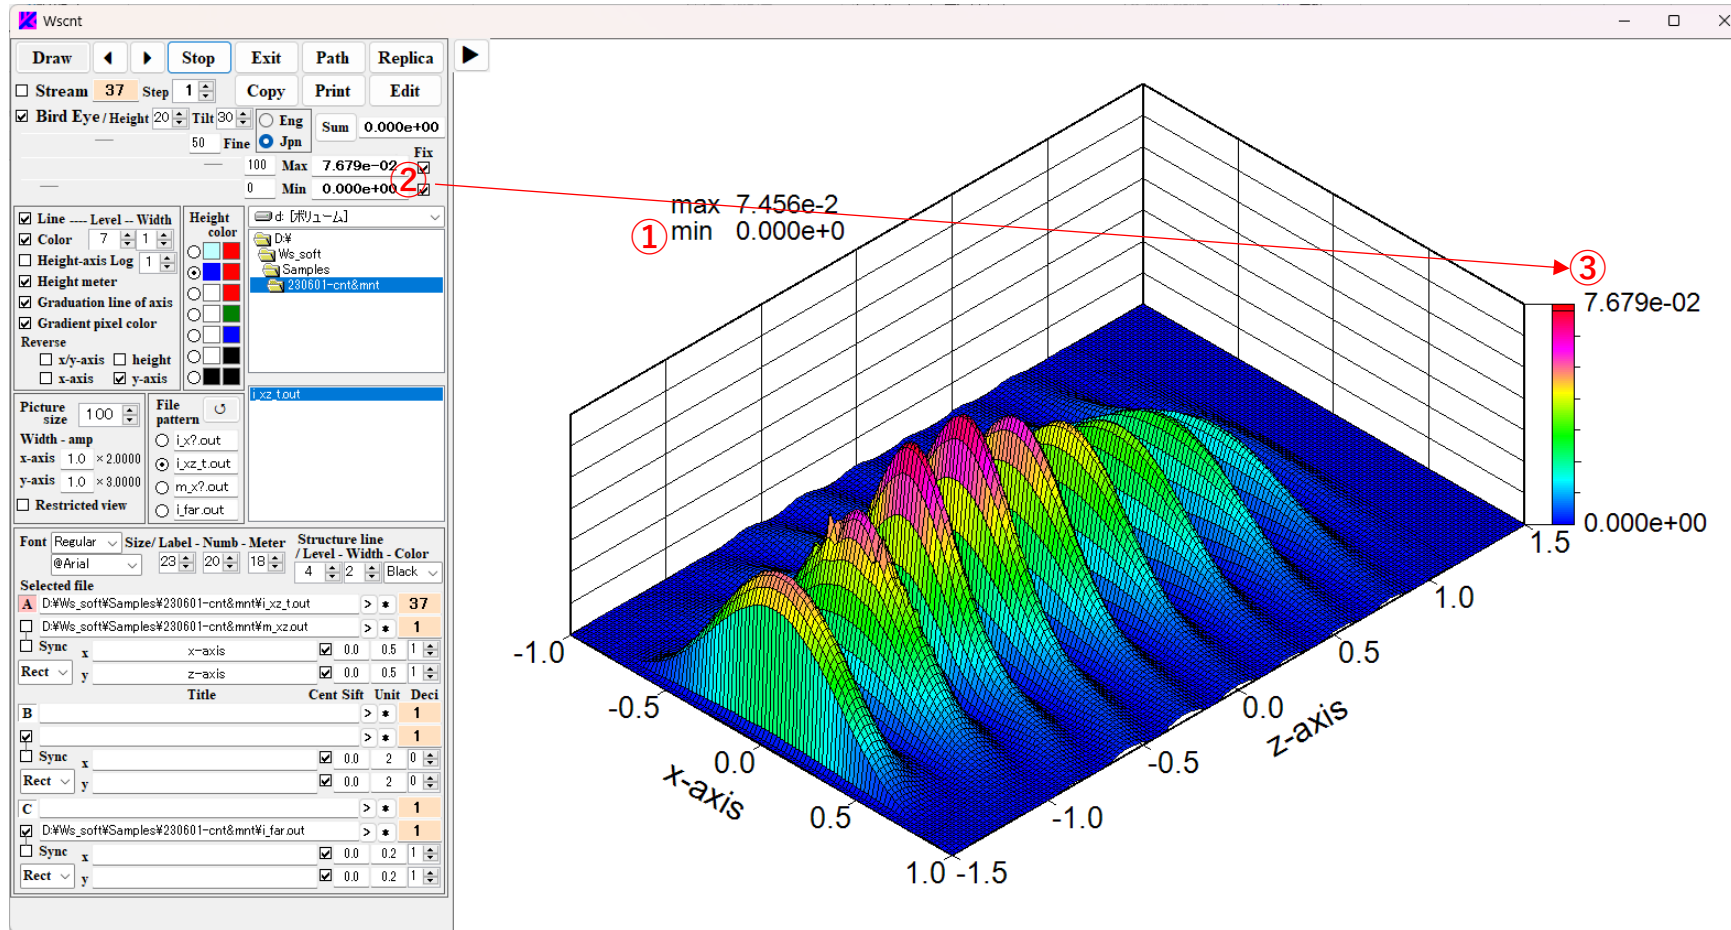 Wscnt
Draw Stop Exit Path Replica
Stream 37 Step 1 Copy Print Edit
Bird Eye / Height 20 Tilt 30 Eng Sum 0.000e+00
50 Fine Jpn
Fix
100 Max 7.679e-02
0 Min 0.000e+00
②
Line ---- Level -- Width
Color 7 1
Height-axis Log 1
Height meter
Graduation line of axis
Gradient pixel color
Reverse
x/y-axis height
x-axis y-axis
Height
color
d: [ボリューム]
D:¥
Ws_soft
Samples
230601-cnt&mnt
i_xz_t.out
Picture
size 100
Width - amp
x-axis 1.0 ×2.0000
y-axis 1.0 ×3.0000
Restricted view
File
pattern ↺
i_x?.out
i_xz_t.out
m_x?.out
i_far.out
Font Regular Size/ Label - Numb - Meter Structure line
/ Level - Width - Color
@Arial 23 20 18 4 2 Black
Selected file
A D:¥Ws_soft¥Samples¥230601-cnt&mnt¥i_xz_t.out > * 37
D:¥Ws_soft¥Samples¥230601-cnt&mnt¥m_xz.out > * 1
Sync x x-axis 0.0 0.5 1
Rect y z-axis 0.0 0.5 1
Title Cent Sift Unit Deci
B > * 1
> * 1
Sync x 0.0 2 0
Rect y 0.0 2 0
C > * 1
D:¥Ws_soft¥Samples¥230601-cnt&mnt¥i_far.out > * 1
Sync x 0.0 0.2 1
Rect y 0.0 0.2 1
max 7.456e-2
① min 0.000e+0
③
7.679e-02
0.000e+00
1.5
1.0
0.5
0.0
z-axis
-0.5
-1.0
-1.0
-0.5
0.0
x-axis
0.5
1.0 -1.5